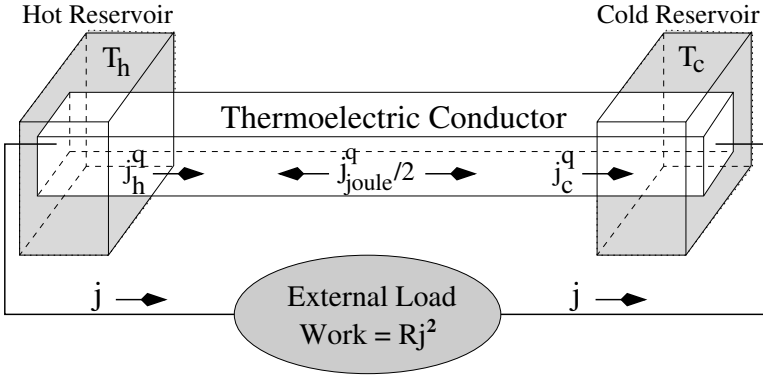 Hot Reservoir
Cold Reservoir
T_h
T_c
Thermoelectric Conductor
j_h^q
j_joule^q/2
j_c^q
j
External Load
j
Work = Rj²